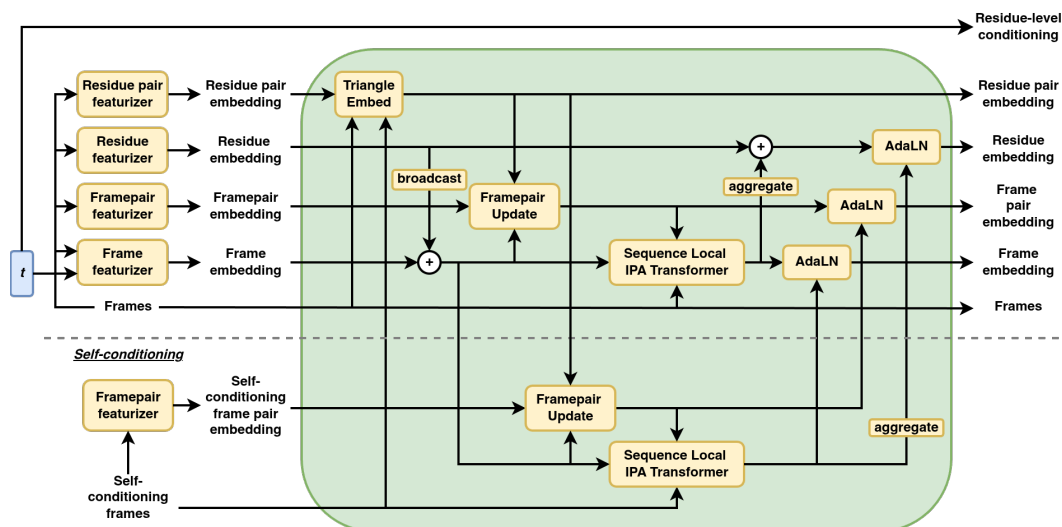 Residue-level
conditioning
Residue pair
featurizer
Residue pair
embedding
Triangle
Embed
Residue pair
embedding
Residue
featurizer
Residue
embedding
broadcast
+
AdaLN
Residue
embedding
aggregate
Framepair
featurizer
Framepair
embedding
Framepair
Update
AdaLN
Frame
pair
embedding
t
Frame
featurizer
Frame
embedding
+
Sequence Local
IPA Transformer
AdaLN
Frame
embedding
Frames
Frames
Self-conditioning
Framepair
featurizer
Self-
conditioning
frame pair
embedding
Framepair
Update
aggregate
Sequence Local
IPA Transformer
Self-
conditioning
frames